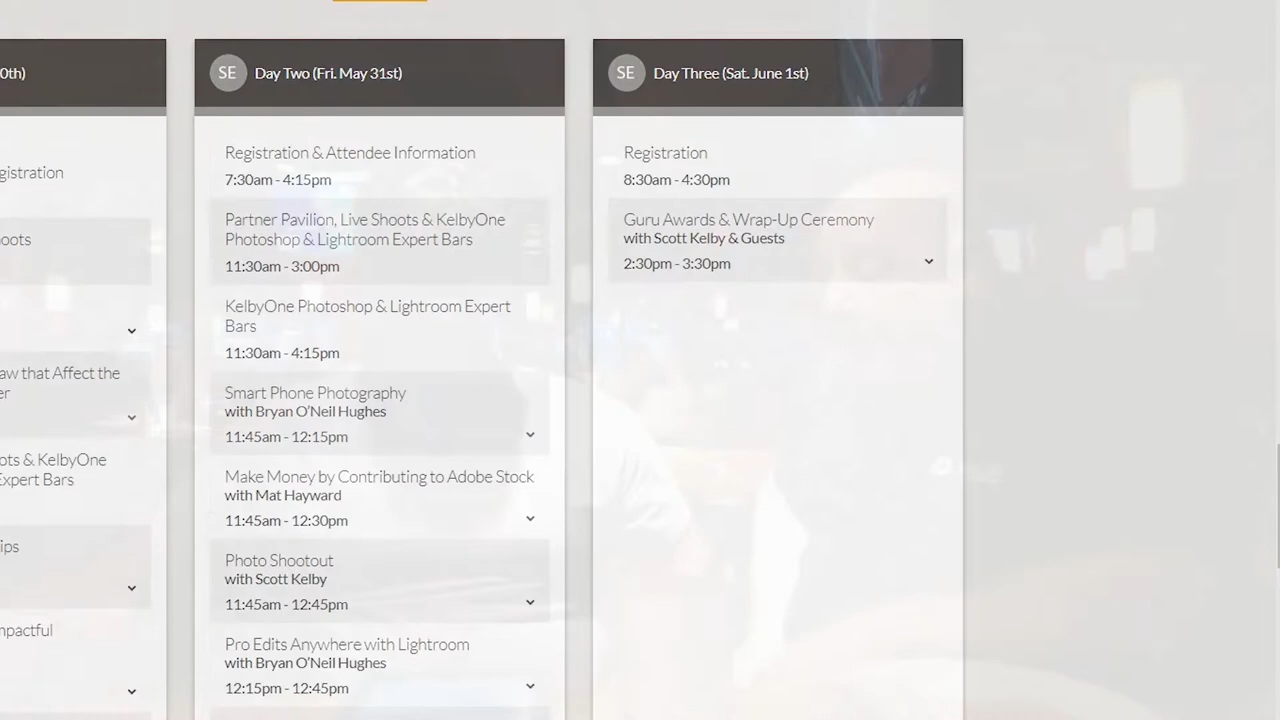 0th)
gistration
oots
aw that Affect the
er
ots & KelbyOne
Expert Bars
ips
mpactful
SE Day Two (Fri. May 31st)
Registration & Attendee Information
7:30am - 4:15pm
Partner Pavilion, Live Shoots & KelbyOne
Photoshop & Lightroom Expert Bars
11:30am - 3:00pm
KelbyOne Photoshop & Lightroom Expert
Bars
11:30am - 4:15pm
Smart Phone Photography
with Bryan O’Neil Hughes
11:45am - 12:15pm
Make Money by Contributing to Adobe Stock
with Mat Hayward
11:45am - 12:30pm
Photo Shootout
with Scott Kelby
11:45am - 12:45pm
Pro Edits Anywhere with Lightroom
with Bryan O’Neil Hughes
12:15pm - 12:45pm
SE Day Three (Sat. June 1st)
Registration
8:30am - 4:30pm
Guru Awards & Wrap-Up Ceremony
with Scott Kelby & Guests
2:30pm - 3:30pm